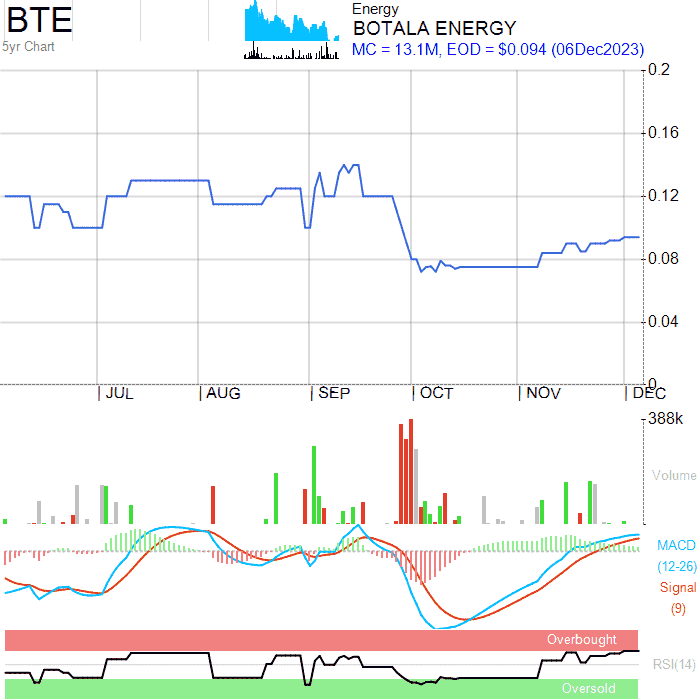 BTE
5yr Chart
Energy
BOTALA ENERGY
MC = 13.1M, EOD = $0.094 (06Dec2023)
0.2
0.16
0.12
0.08
0.04
0
JUL
AUG
SEP
OCT
NOV
DEC
388k
Volume
MACD
(12-26)
Signal
(9)
Overbought
RSI(14)
Oversold